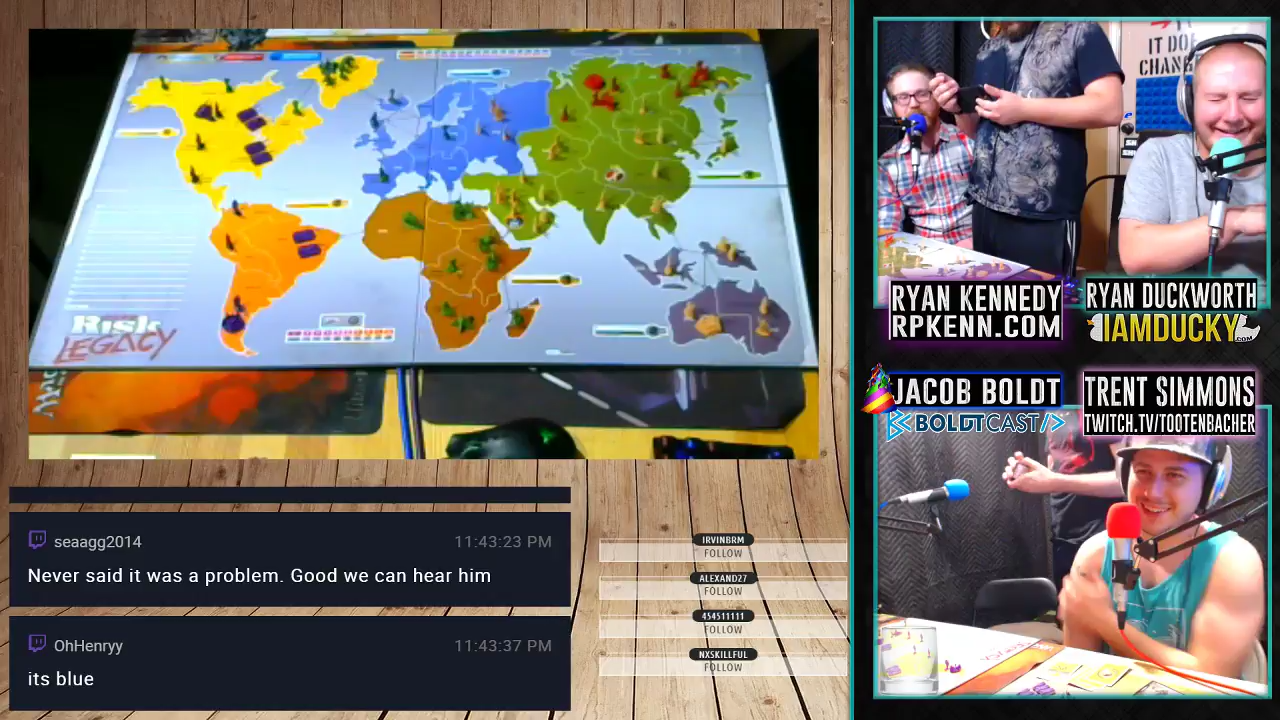 Risk
LEGACY
seaagg2014
11:43:23 PM
Never said it was a problem. Good we can hear him
OhHenryy
11:43:37 PM
its blue
IRVINBRM
FOLLOW
ALEXAND27
FOLLOW
454511111
FOLLOW
NXSKILLFUL
FOLLOW
IT DOE
CHANG
RYAN KENNEDY
RPKENN.COM
RYAN DUCKWORTH
IAMDUCKY.COM
JACOB BOLDT
BOLDTCAST/>
TRENT SIMMONS
TWITCH.TV/TOOTENBACHER